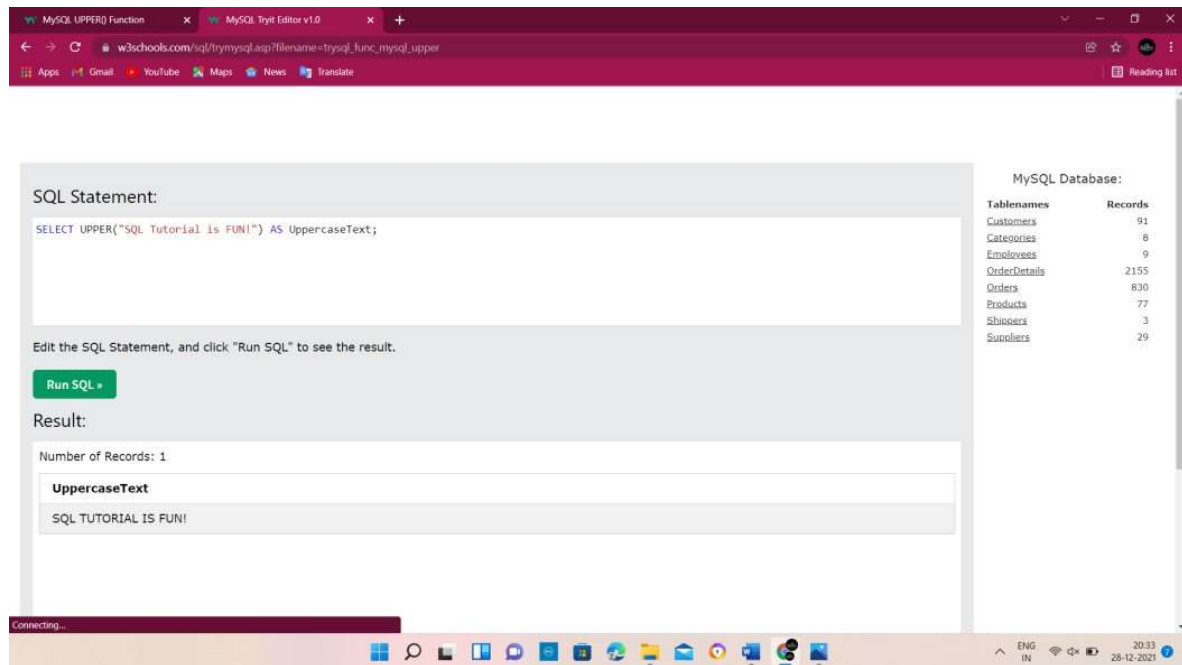 MySQL UPPER() Function
MySQL Tryit Editor v1.0
w3schools.com/sql/trymysql.asp?filename=trysql_func_mysql_upper
Apps Gmail YouTube Maps News Translate Reading list
SQL Statement:
SELECT UPPER("SQL Tutorial is FUN!") AS UppercaseText;
Edit the SQL Statement, and click "Run SQL" to see the result.
Run SQL »
Result:
Number of Records: 1
UppercaseText
SQL TUTORIAL IS FUN!
MySQL Database:
Tablenames Records
Customers 91
Categories 8
Employees 9
OrderDetails 2155
Orders 830
Products 77
Shippers 3
Suppliers 29
Connecting...
ENG 20:33
IN 28-12-2021